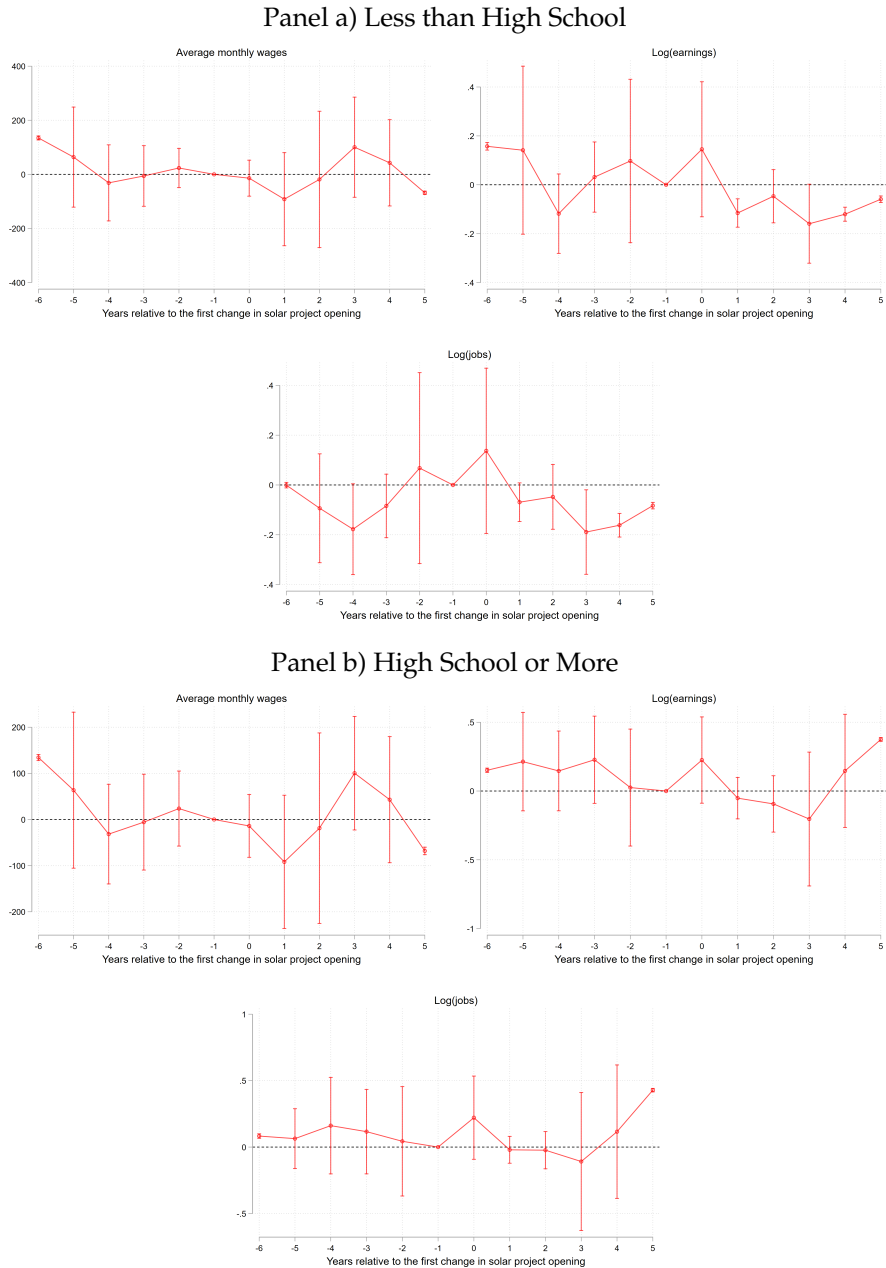 Panel a) Less than High School
Average monthly wages
400
200
0
-200
-400
-6 -5 -4 -3 -2 -1 0 1 2 3 4 5
Years relative to the first change in solar project opening
Log(earnings)
.4
.2
0
-.2
-.4
-6 -5 -4 -3 -2 -1 0 1 2 3 4 5
Years relative to the first change in solar project opening
Log(jobs)
.4
.2
0
-.2
-.4
-6 -5 -4 -3 -2 -1 0 1 2 3 4 5
Years relative to the first change in solar project opening
Panel b) High School or More
Average monthly wages
200
100
0
-100
-200
-6 -5 -4 -3 -2 -1 0 1 2 3 4 5
Years relative to the first change in solar project opening
Log(earnings)
.5
0
-.5
-1
-6 -5 -4 -3 -2 -1 0 1 2 3 4 5
Years relative to the first change in solar project opening
Log(jobs)
1
.5
0
-.5
-6 -5 -4 -3 -2 -1 0 1 2 3 4 5
Years relative to the first change in solar project opening